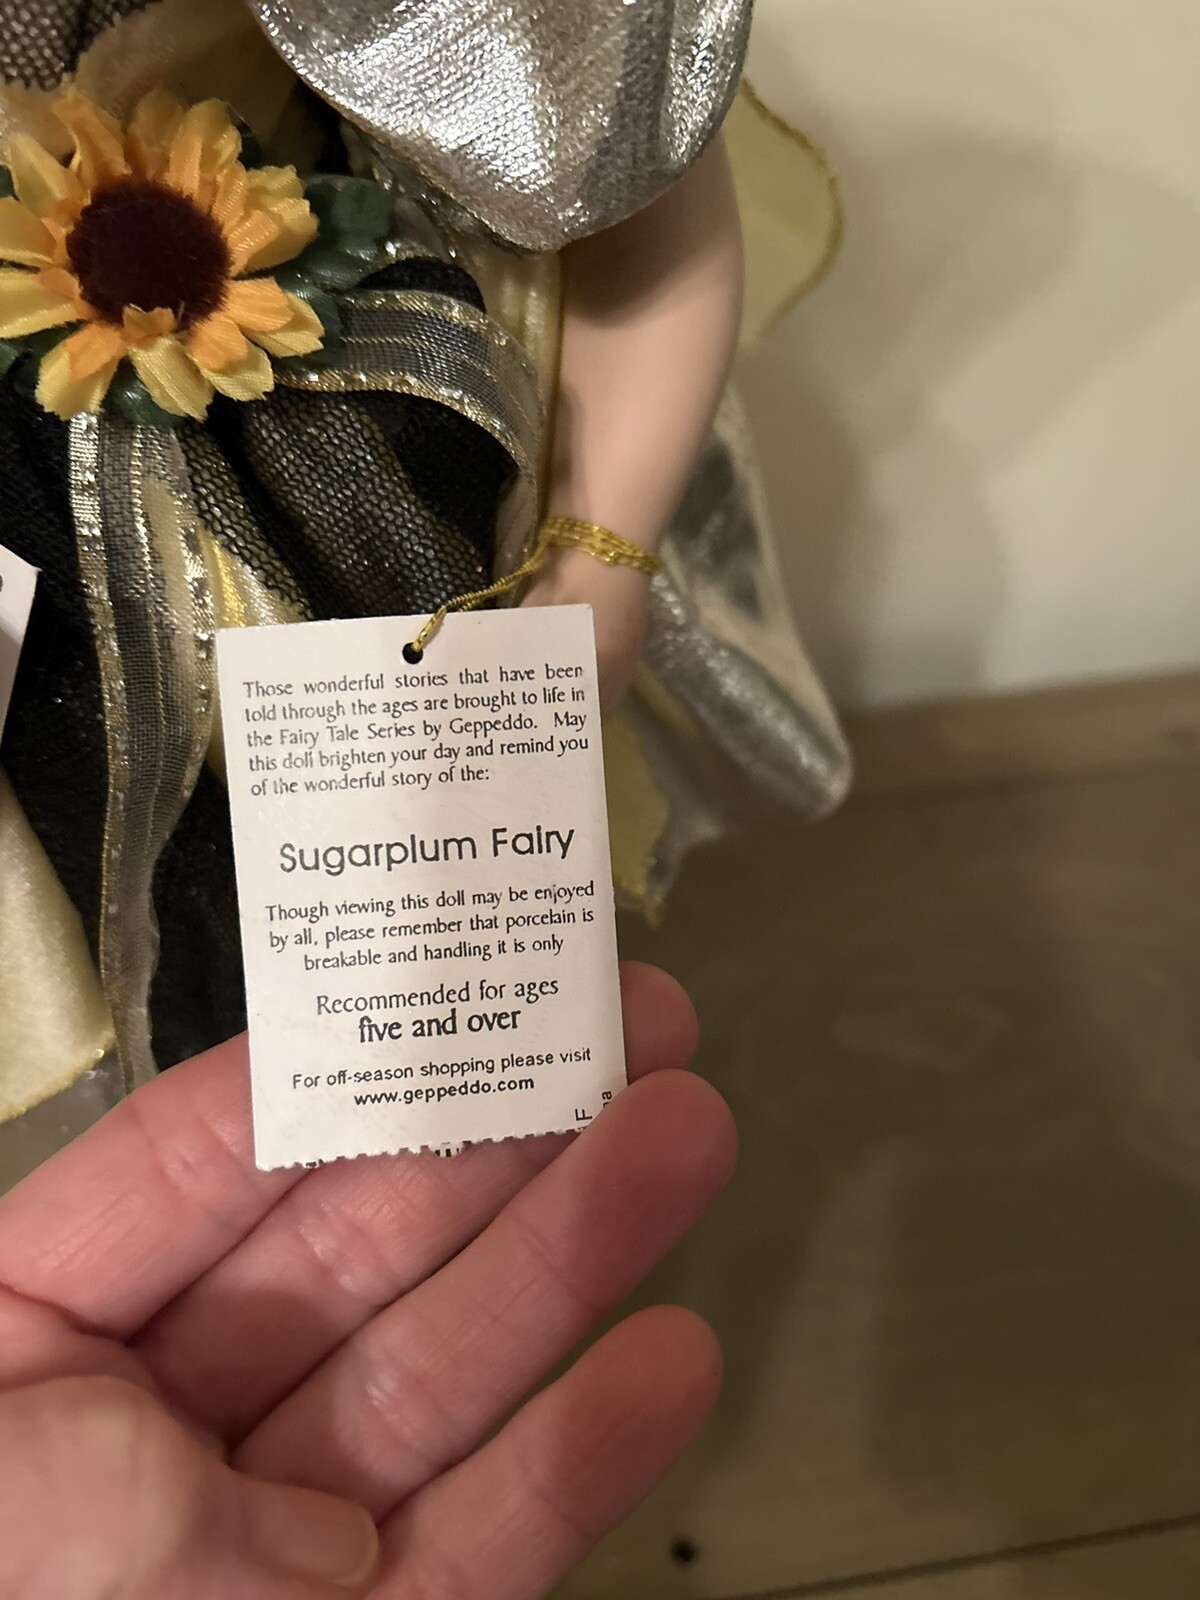 Those wonderful stories that have been
told through the ages are brought to life in
the Fairy Tale Series by Geppeddo. May
this doll brighten your day and remind you
of the wonderful story of the:
Sugarplum Fairy
Though viewing this doll may be enjoyed
by all, please remember that porcelain is
breakable and handling it is only
Recommended for ages
five and over
For off-season shopping please visit
www.geppeddo.com